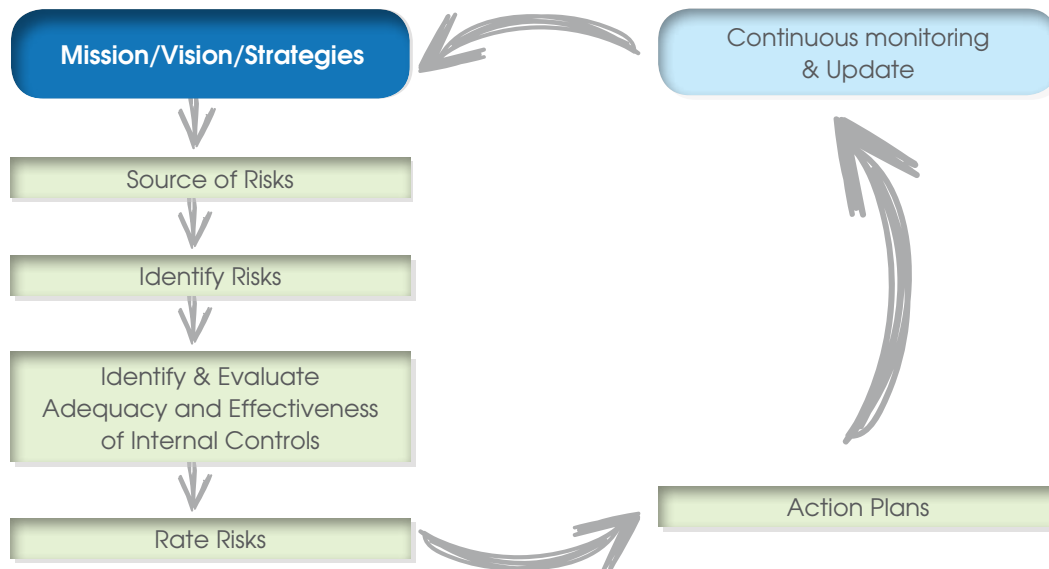 Mission/Vision/Strategies
Source of Risks
Identify Risks
Identify & Evaluate
Adequacy and Effectiveness
of Internal Controls
Rate Risks
Action Plans
Continuous monitoring
& Update